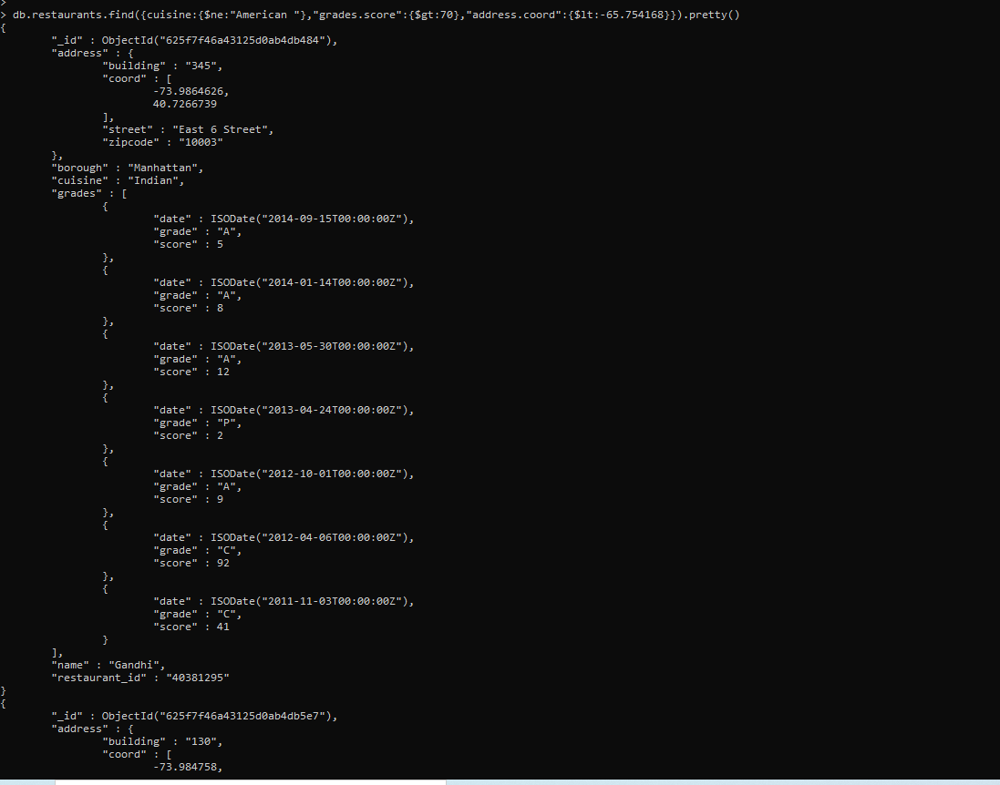 >
> db.restaurants.find({cuisine:{$ne:"American "},"grades.score":{$gt:70},"address.coord":{$lt:-65.754168}}).pretty()
{
"_id" : ObjectId("625f7f46a43125d0ab4db484"),
"address" : {
"building" : "345",
"coord" : [
-73.9864626,
40.7266739
],
"street" : "East 6 Street",
"zipcode" : "10003"
},
"borough" : "Manhattan",
"cuisine" : "Indian",
"grades" : [
{
"date" : ISODate("2014-09-15T00:00:00Z"),
"grade" : "A",
"score" : 5
},
{
"date" : ISODate("2014-01-14T00:00:00Z"),
"grade" : "A",
"score" : 8
},
{
"date" : ISODate("2013-05-30T00:00:00Z"),
"grade" : "A",
"score" : 12
},
{
"date" : ISODate("2013-04-24T00:00:00Z"),
"grade" : "P",
"score" : 2
},
{
"date" : ISODate("2012-10-01T00:00:00Z"),
"grade" : "A",
"score" : 9
},
{
"date" : ISODate("2012-04-06T00:00:00Z"),
"grade" : "C",
"score" : 92
},
{
"date" : ISODate("2011-11-03T00:00:00Z"),
"grade" : "C",
"score" : 41
}
],
"name" : "Gandhi",
"restaurant_id" : "40381295"
}
{
"_id" : ObjectId("625f7f46a43125d0ab4db5e7"),
"address" : {
"building" : "130",
"coord" : [
-73.984758,